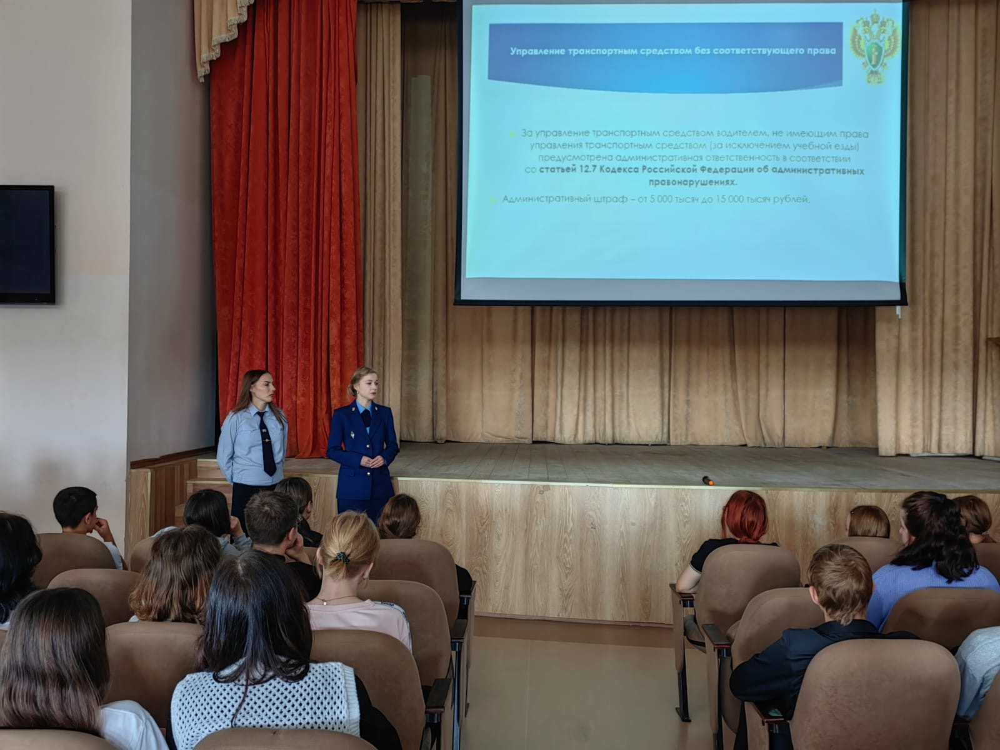 Управление транспортным средством без соответствующего права
За управление транспортным средством водителем, не имеющим права
управления транспортным средством (за исключением учебной езды)
предусмотрена административная ответственность в соответствии
со статьей 12.7 Кодекса Российской Федерации об административных
правонарушениях.
Административный штраф – от 5 000 тысяч до 15 000 тысяч рублей.